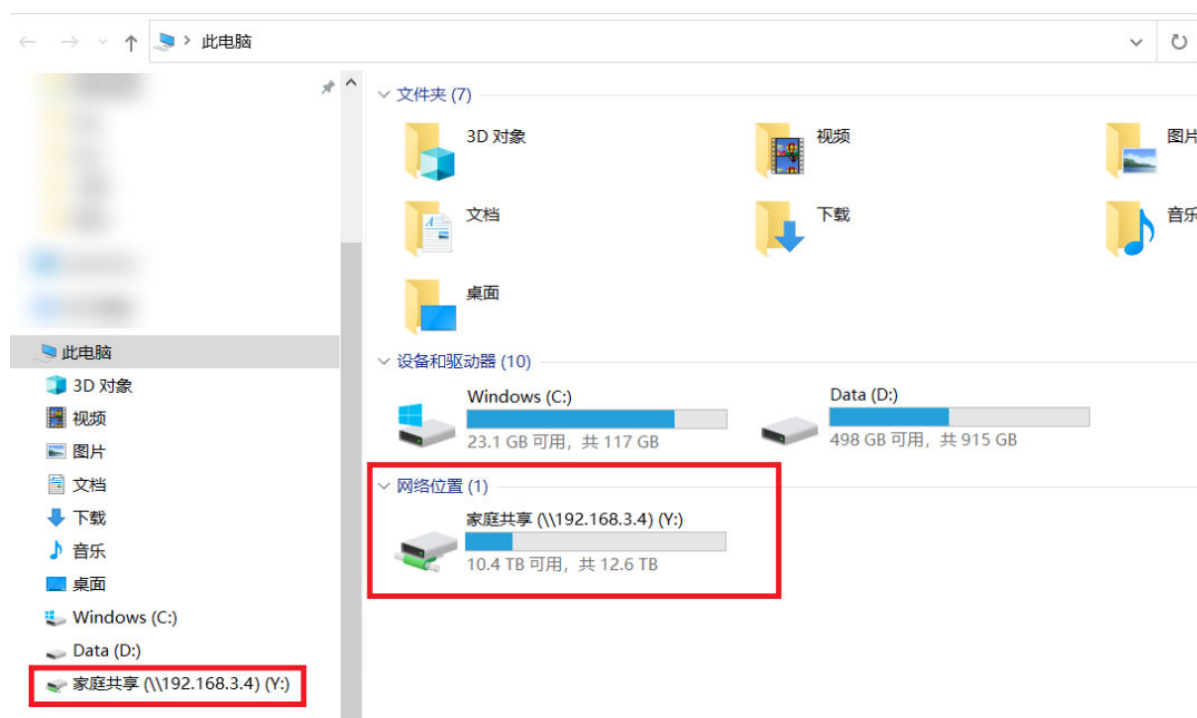 此电脑
此电脑
3D 对象
视频
图片
文档
下载
音乐
桌面
Windows (C:)
Data (D:)
家庭共享 (\\192.168.3.4) (Y:)
文件夹 (7)
3D 对象
视频
图片
文档
下载
音乐
桌面
设备和驱动器 (10)
Windows (C:)
23.1 GB 可用，共 117 GB
Data (D:)
498 GB 可用，共 915 GB
网络位置 (1)
家庭共享 (\\192.168.3.4) (Y:)
10.4 TB 可用，共 12.6 TB